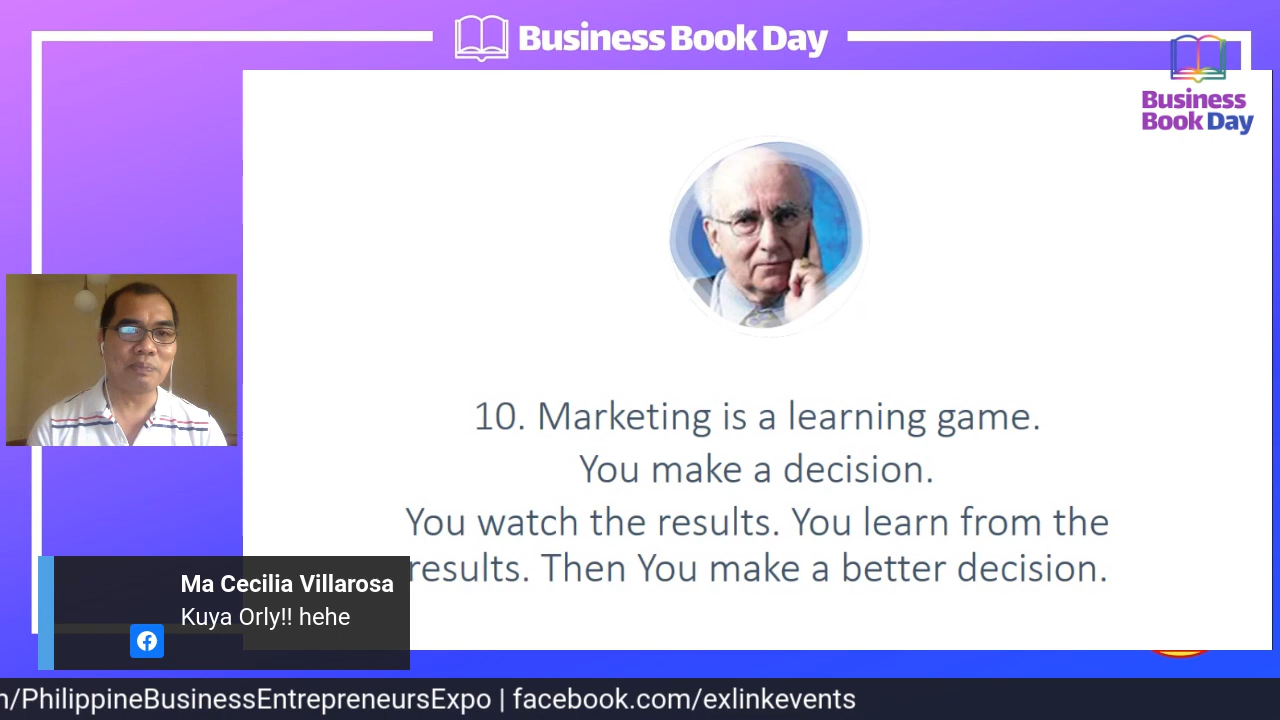 Business Book Day
Business
Book Day
10. Marketing is a learning game.
You make a decision.
You watch the results. You learn from the
results. Then You make a better decision.
Ma Cecilia Villarosa
Kuya Orly!! hehe
/PhilippineBusinessEntrepreneursExpo | facebook.com/exlinkevents